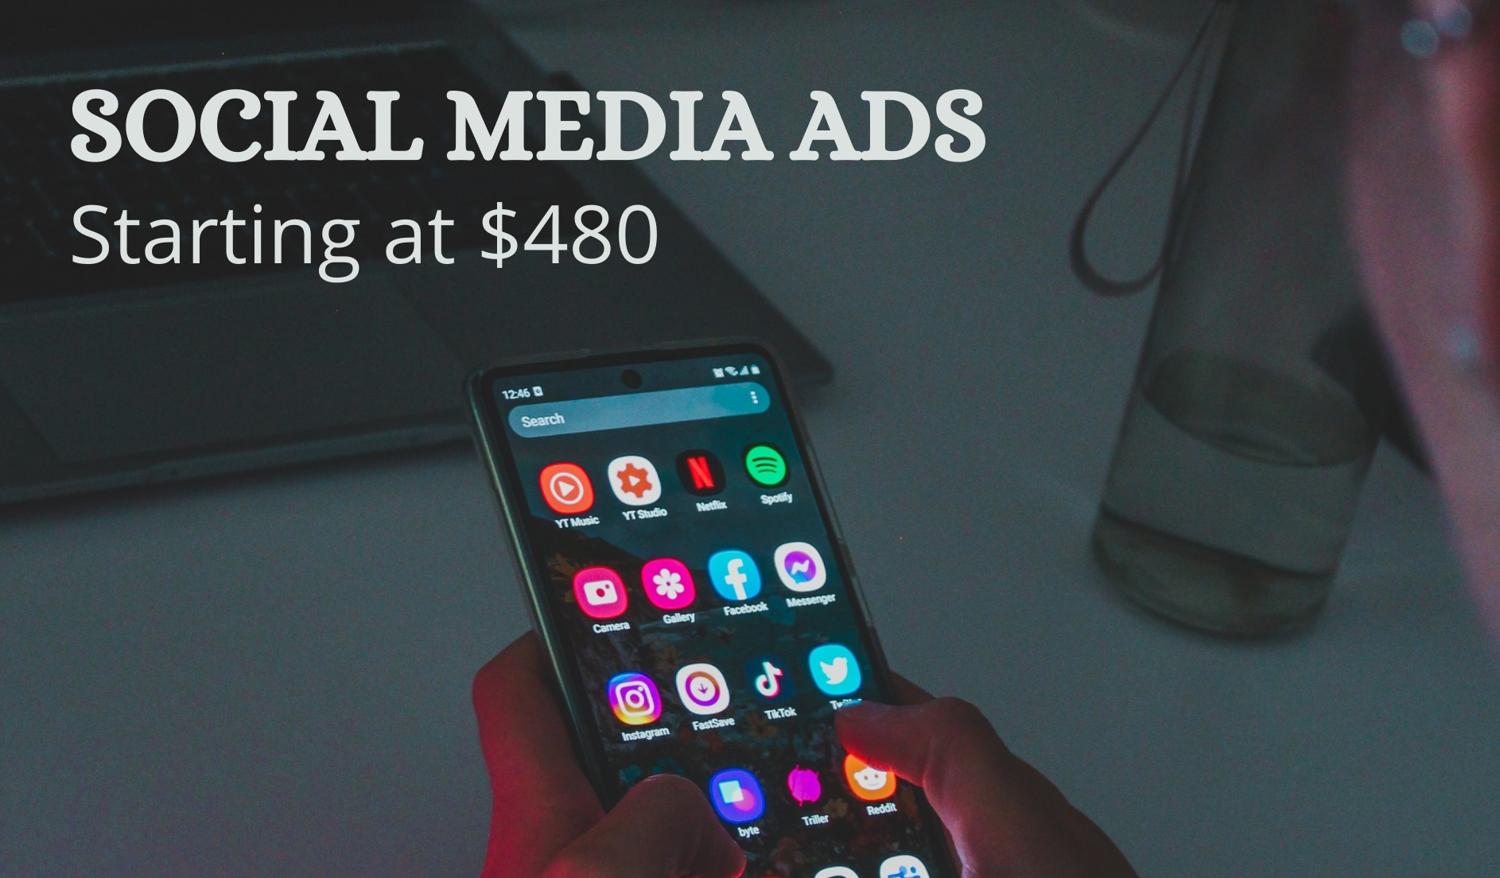 SOCIAL MEDIA ADS
Starting at $480
12:46
Search
YT Music
YT Studio
Netflix
Spotify
Camera
Gallery
Facebook
Messenger
Instagram
FastSave
TikTok
byte
Triller
Reddit